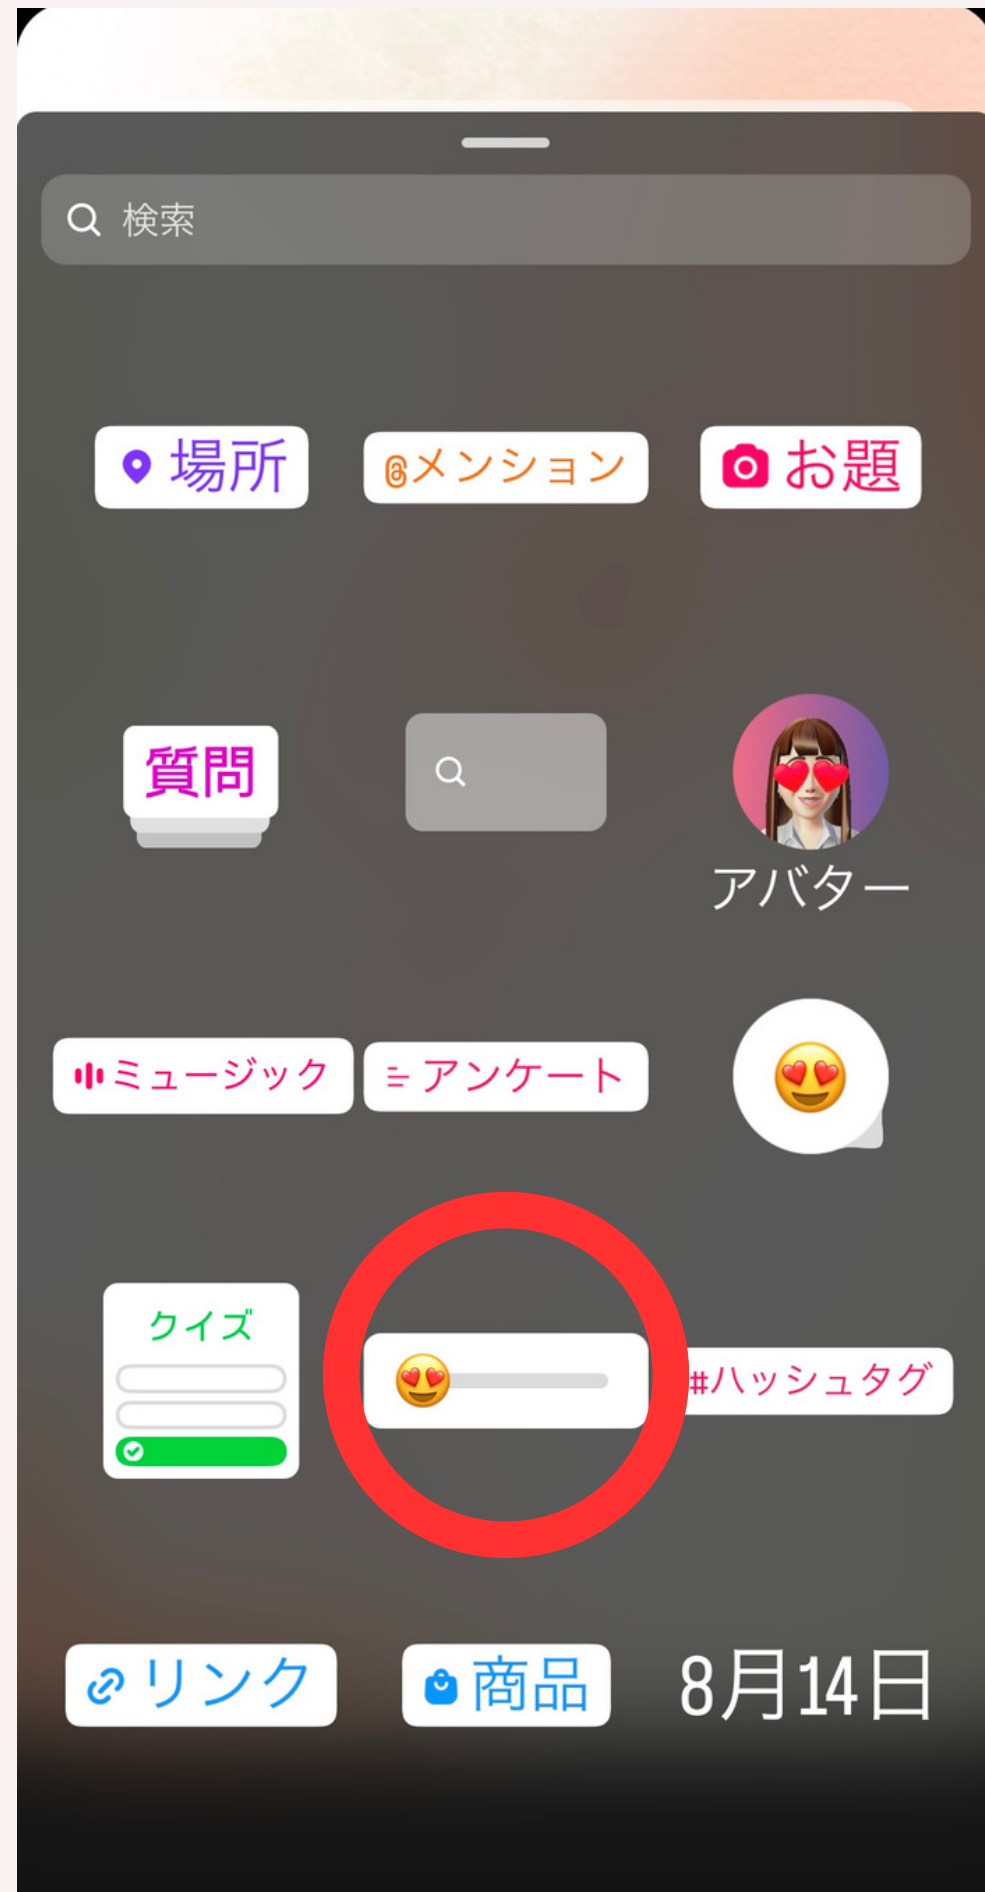 検索
場所
@メンション
お題
質問
アバター
ミュージック
アンケート
クイズ
#ハッシュタグ
リンク
商品
8月14日